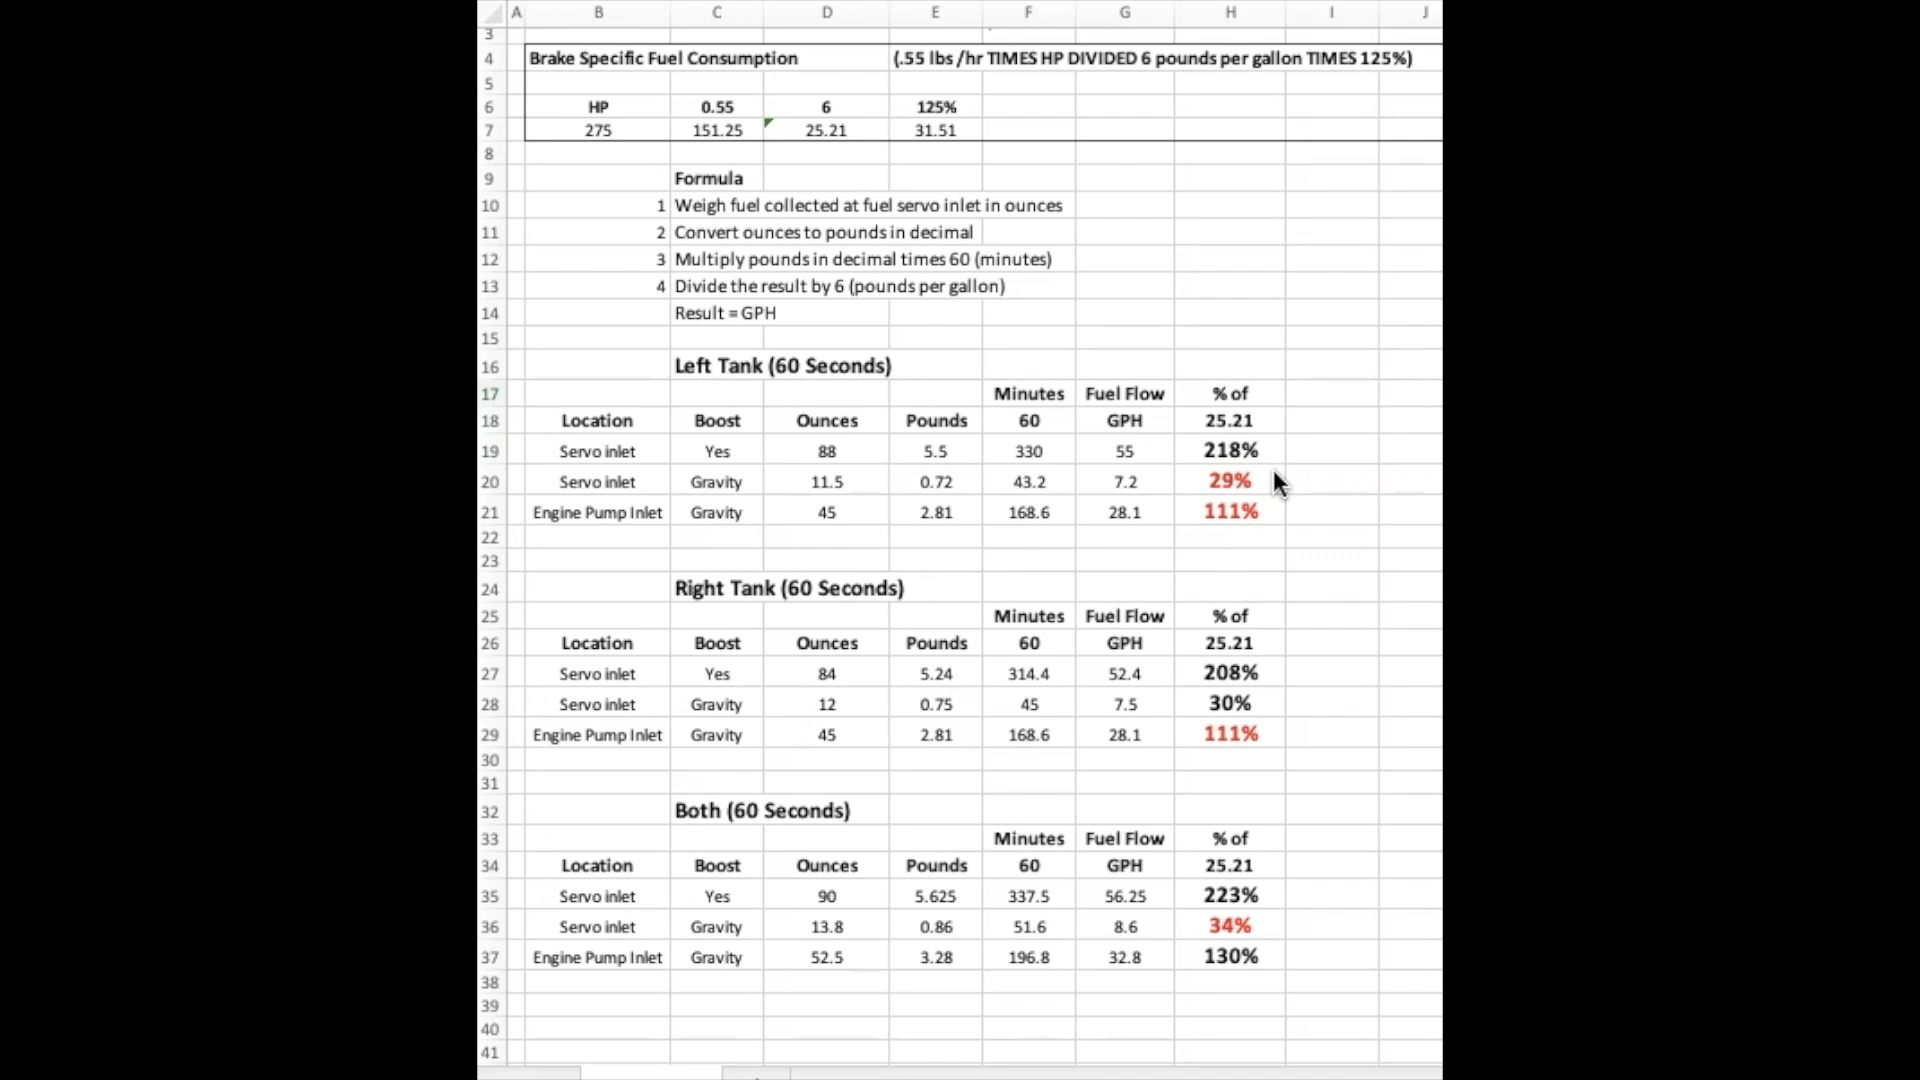 A B C D E F G H I J
3
4 Brake Specific Fuel Consumption (.55 lbs /hr TIMES HP DIVIDED 6 pounds per gallon TIMES 125%)
5
6 HP 0.55 6 125%
7 275 151.25 25.21 31.51
8
9 Formula
10 1 Weigh fuel collected at fuel servo inlet in ounces
11 2 Convert ounces to pounds in decimal
12 3 Multiply pounds in decimal times 60 (minutes)
13 4 Divide the result by 6 (pounds per gallon)
14 Result = GPH
15
16 Left Tank (60 Seconds)
17 Minutes Fuel Flow % of
18 Location Boost Ounces Pounds 60 GPH 25.21
19 Servo inlet Yes 88 5.5 330 55 218%
20 Servo inlet Gravity 11.5 0.72 43.2 7.2 29%
21 Engine Pump Inlet Gravity 45 2.81 168.6 28.1 111%
22
23
24 Right Tank (60 Seconds)
25 Minutes Fuel Flow % of
26 Location Boost Ounces Pounds 60 GPH 25.21
27 Servo inlet Yes 84 5.24 314.4 52.4 208%
28 Servo inlet Gravity 12 0.75 45 7.5 30%
29 Engine Pump Inlet Gravity 45 2.81 168.6 28.1 111%
30
31
32 Both (60 Seconds)
33 Minutes Fuel Flow % of
34 Location Boost Ounces Pounds 60 GPH 25.21
35 Servo inlet Yes 90 5.625 337.5 56.25 223%
36 Servo inlet Gravity 13.8 0.86 51.6 8.6 34%
37 Engine Pump Inlet Gravity 52.5 3.28 196.8 32.8 130%
38
39
40
41